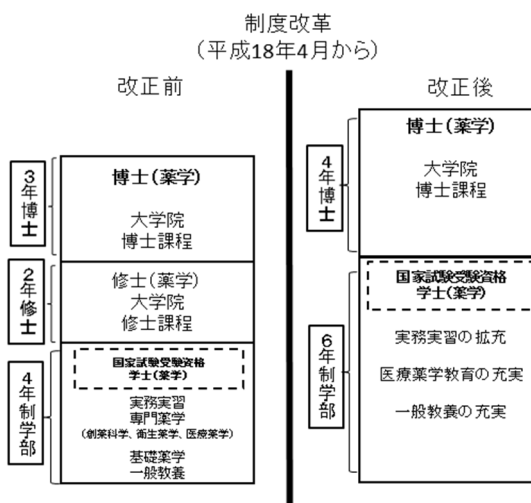 制度改革
(平成18年4月から)
改正前
3年博士
博士(薬学)
大学院
博士課程
2年修士
修士(薬学)
大学院
修士課程
4年制学部
国家試験受験資格
学士(薬学)
実務実習
専門薬学
(創薬科学、衛生薬学、医療薬学)
基礎薬学
一般教養
改正後
4年博士
博士(薬学)
大学院
博士課程
6年制学部
国家試験受験資格
学士(薬学)
実務実習の拡充
医療薬学教育の充実
一般教養の充実